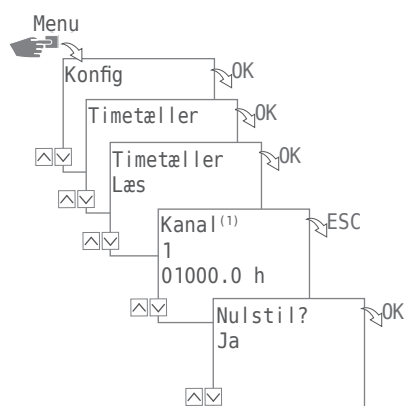 Menu
Konfig
OK
Timetæller
OK
Timetæller
OK
Læs
Kanal(1)
ESC
1
01000.0 h
Nulstil?
OK
Ja